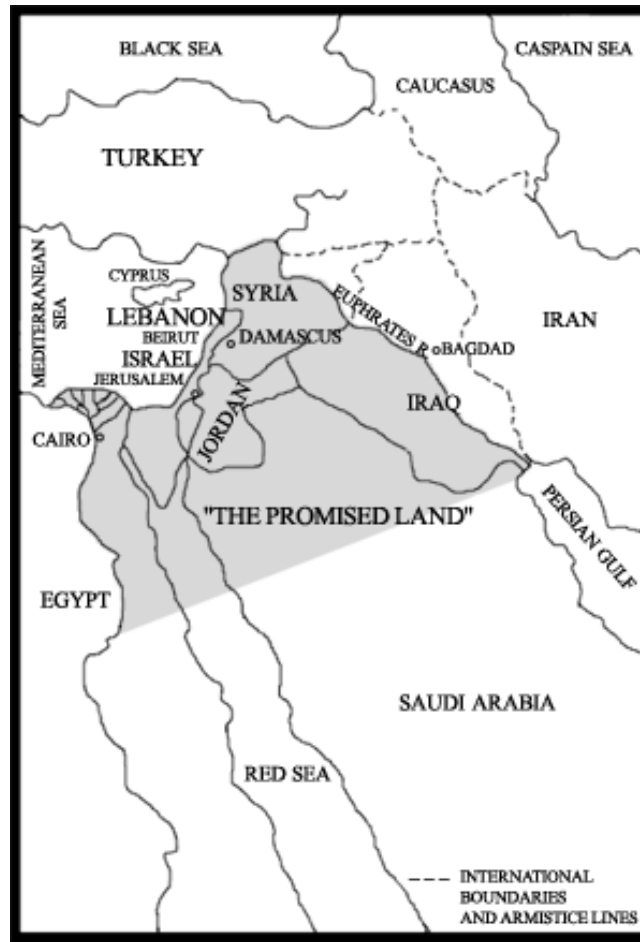 BLACK SEA
CASPAIN SEA
CAUCASUS
TURKEY
MEDITERRANEAN
SEA
CYPRUS
SYRIA
LEBANON
EUPHRATES R.
IRAN
BEIRUT
DAMASCUS
BAGDAD
ISRAEL
JERUSALEM
IRAQ
JORDAN
CAIRO
"THE PROMISED LAND"
PERSIAN GULF
EGYPT
SAUDI ARABIA
RED SEA
INTERNATIONAL
BOUNDARIES
AND ARMISTICE LINES